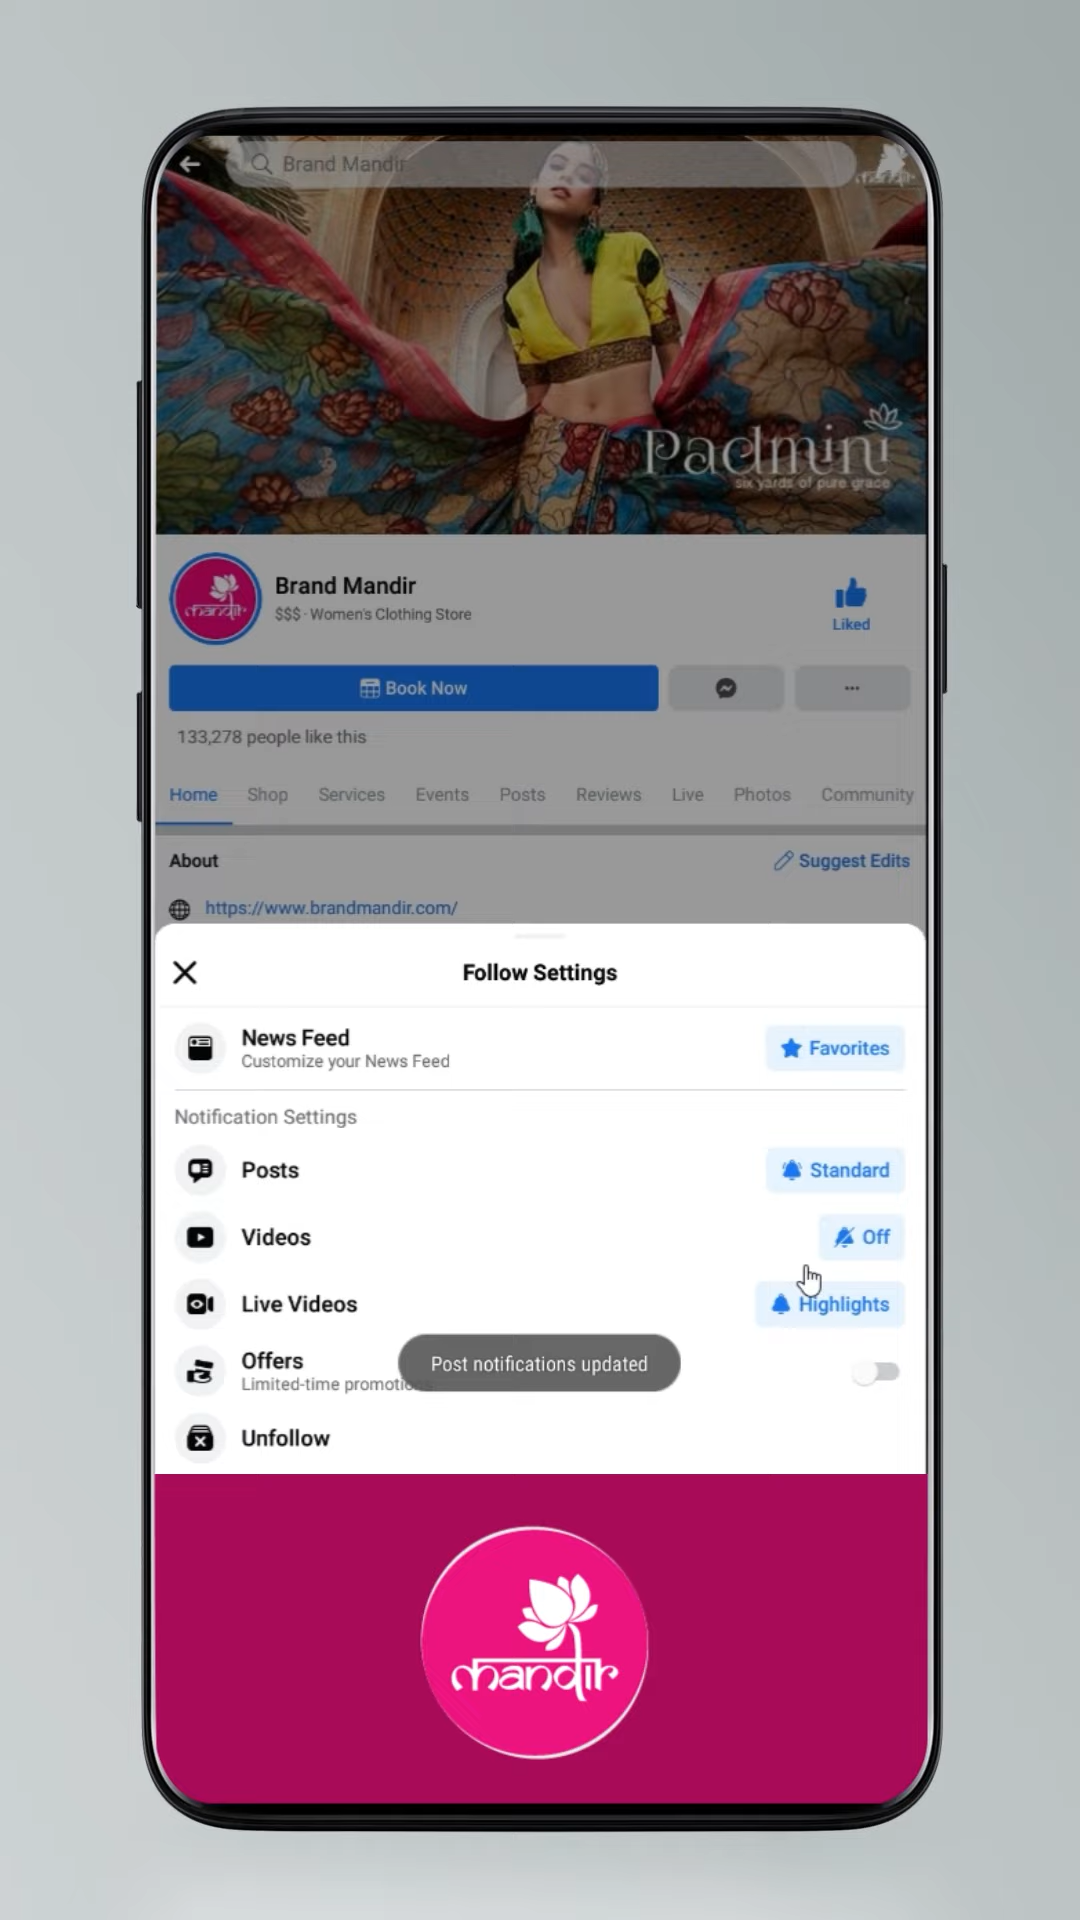 Brand Mandir
mandir
Padmini
six yards of pure grace
mandir
Brand Mandir
$$$ · Women's Clothing Store
Liked
Book Now
...
133,278 people like this
Home Shop Services Events Posts Reviews Live Photos Community
About
Suggest Edits
https://www.brandmandir.com/
Follow Settings
News Feed
Customize your News Feed
Favorites
Notification Settings
Posts
Standard
Videos
Off
Live Videos
Highlights
Offers
Limited-time promotions
Post notifications updated
Unfollow
mandir